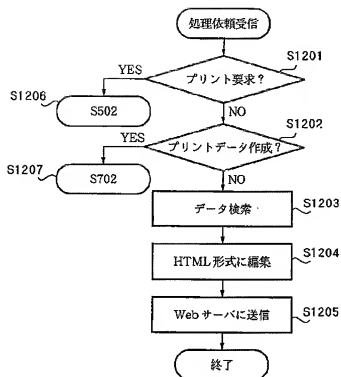 処理依頼受信
S1201
プリント要求?
YES
S1206
S502
NO
S1202
プリントデータ作成?
YES
S1207
S702
NO
データ検索
S1203
HTML形式に編集
S1204
Webサーバに送信
S1205
終了